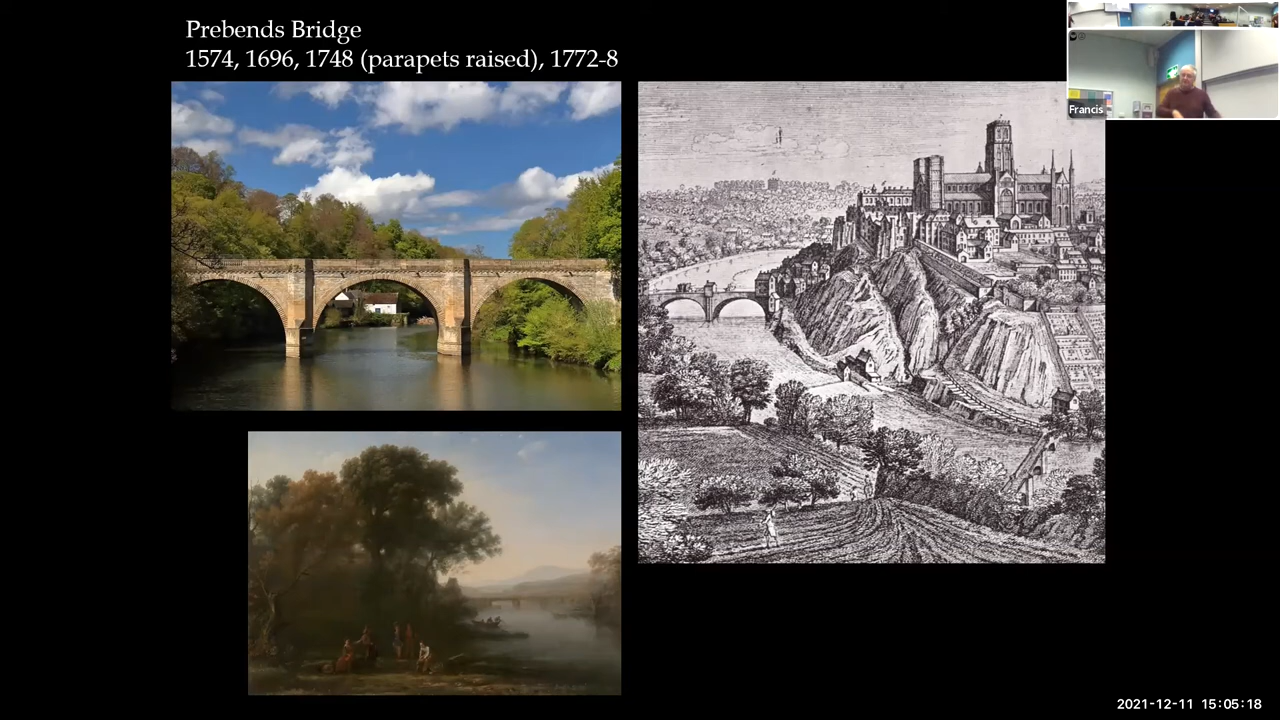 Prebends Bridge
1574, 1696, 1748 (parapets raised), 1772-8
Francis
2021-12-11 15:05:18